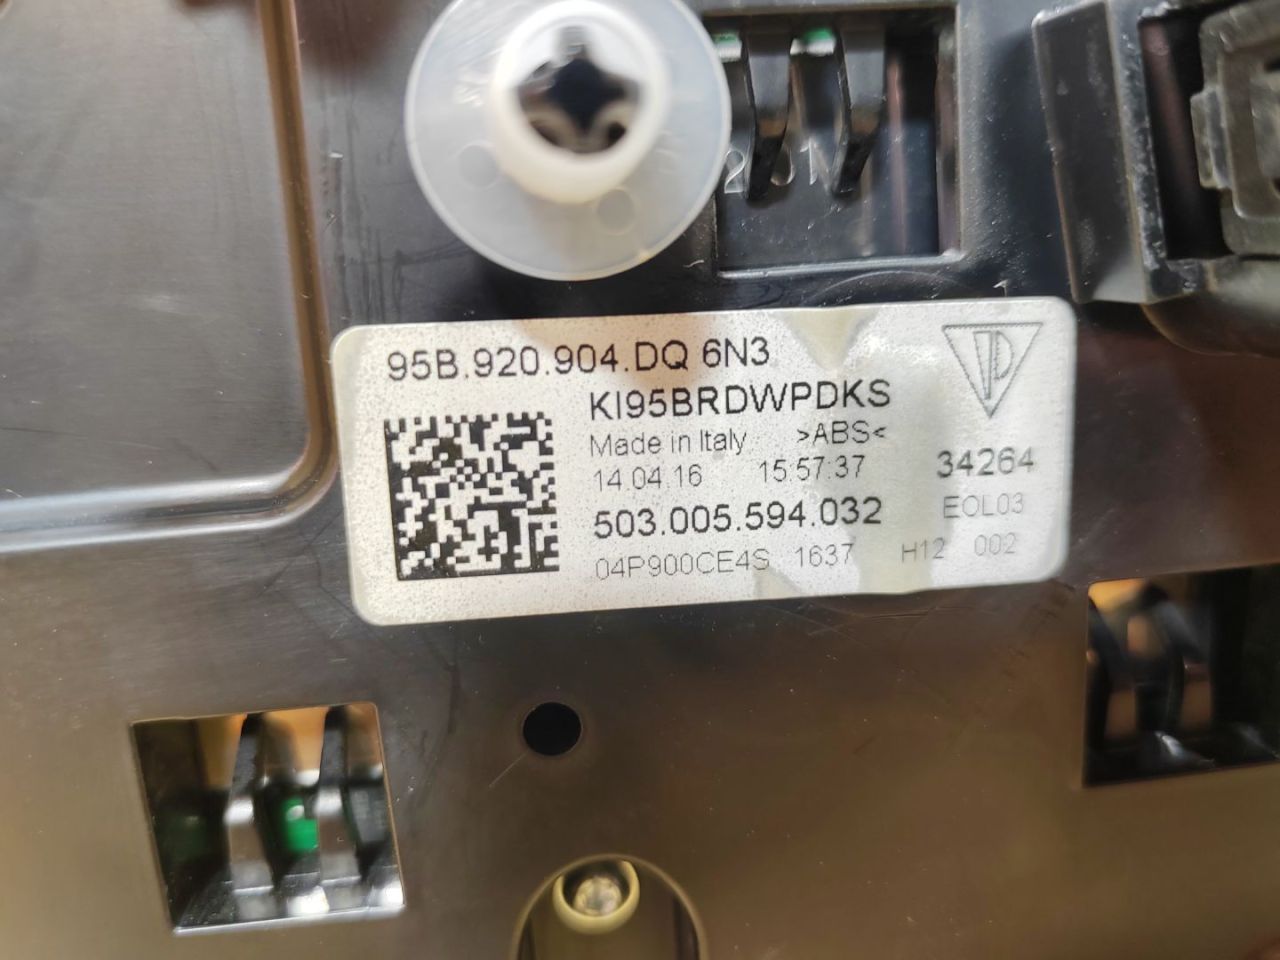 201
95B.920.904.DQ 6N3
KI95BRDWPDKS
Made in Italy >ABS<
14.04.16 15:57:37 34264
503.005.594.032 EOL03
04P900CE4S 1637 H12 002